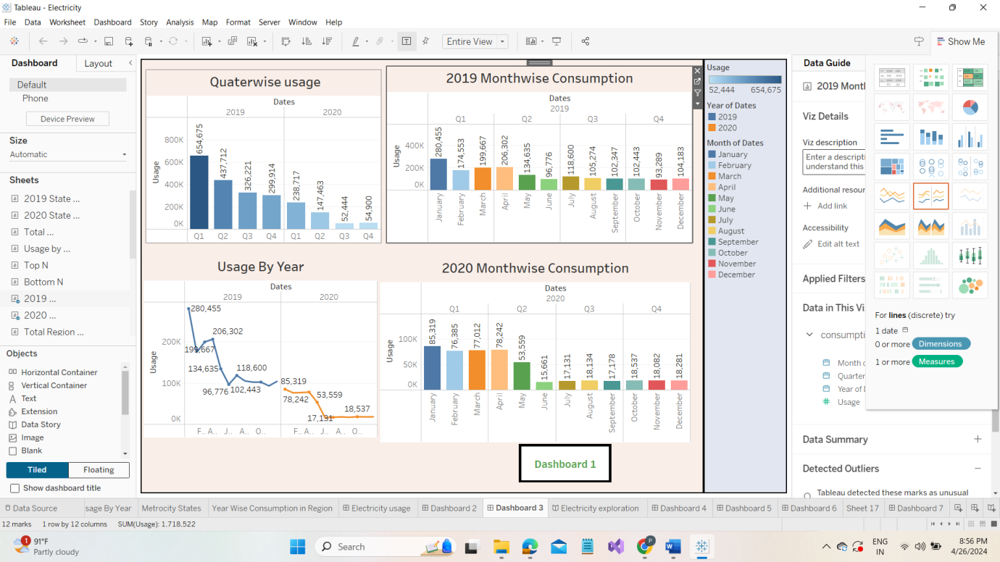 Tableau - Electricity
File Data Worksheet Dashboard Story Analysis Map Format Server Window Help
Entire View
Show Me
Dashboard
Layout
Default
Phone
Device Preview
Size
Automatic
Sheets
2019 State ...
2020 State ...
Total ...
Usage by ...
Top N
Bottom N
2019 ...
2020 ...
Total Region ...
Objects
Horizontal Container
Vertical Container
Text
Extension
Data Story
Image
Blank
Tiled
Floating
Show dashboard title
Quaterwise usage
Dates
2019
2020
Usage
800K
600K
400K
200K
0K
654,675
437,712
326,221
299,914
238,717
147,463
52,444
54,900
Q1 Q2 Q3 Q4 Q1 Q2 Q3 Q4
2019 Monthwise Consumption
Dates
2019
Q1 Q2 Q3 Q4
Usage
400K
200K
0K
280,455
174,553
199,667
206,302
134,635
96,776
118,600
105,274
102,347
102,443
93,289
104,183
January
February
March
April
May
June
July
August
September
October
November
December
Usage By Year
Dates
2019
2020
Usage
200K
100K
0K
280,455
206,302
199,667
134,635
118,600
96,776
102,443
85,319
78,242
53,559
17,131
18,537
F.. A.. J... A... O...
F.. A.. J... A... O...
2020 Monthwise Consumption
Dates
2020
Q1 Q2 Q3 Q4
Usage
100K
50K
0K
85,319
76,385
77,012
78,242
53,559
15,661
17,131
18,134
17,178
18,537
18,082
18,281
January
February
March
April
May
June
July
August
September
October
November
December
Dashboard 1
Usage
52,444 654,675
Year of Dates
2019
2020
Month of Dates
January
February
March
April
May
June
July
August
September
October
November
December
Data Guide
2019 Mont
Viz Details
Viz description
Enter a descripti
understand this
Additional resour
Add link
Accessibility
Edit alt text
Applied Filters
Data in This Vi
consumpti
Month o
Quarter
Year of D
Usage
For lines (discrete) try
1 date
0 or more Dimensions
1 or more Measures
Data Summary
Detected Outliers
Tableau detected these marks as unusual
Data Source
sage By Year
Metrocity States
Year Wise Consumption in Region
Electricity usage
Dashboard 2
Dashboard 3
Electricity exploration
Dashboard 4
Dashboard 5
Dashboard 6
Sheet 17
Dashboard 7
12 marks 1 row by 12 columns SUM(Usage): 1,718,522
1
91°F
Partly cloudy
Search
P
ENG
IN
8:56 PM
4/26/2024